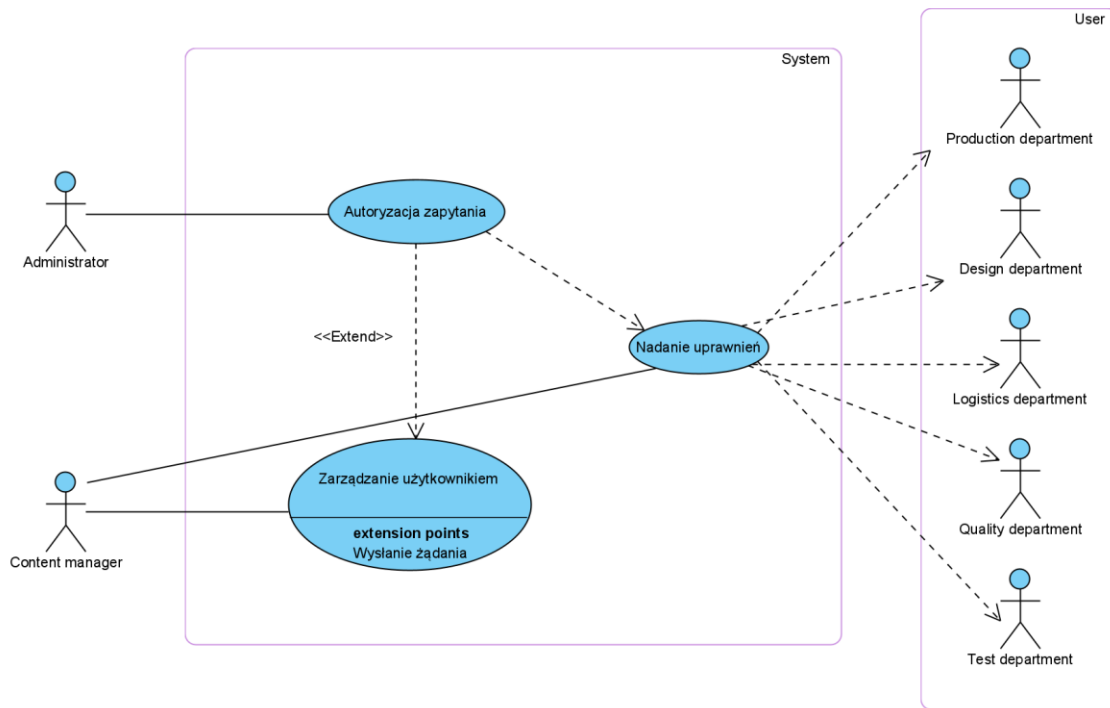 User
System
Production department
Administrator
Autoryzacja zapytania
Design department
<<Extend>>
Nadanie uprawnień
Logistics department
Content manager
Zarządzanie użytkownikiem
extension points
Wysłanie żądania
Quality department
Test department